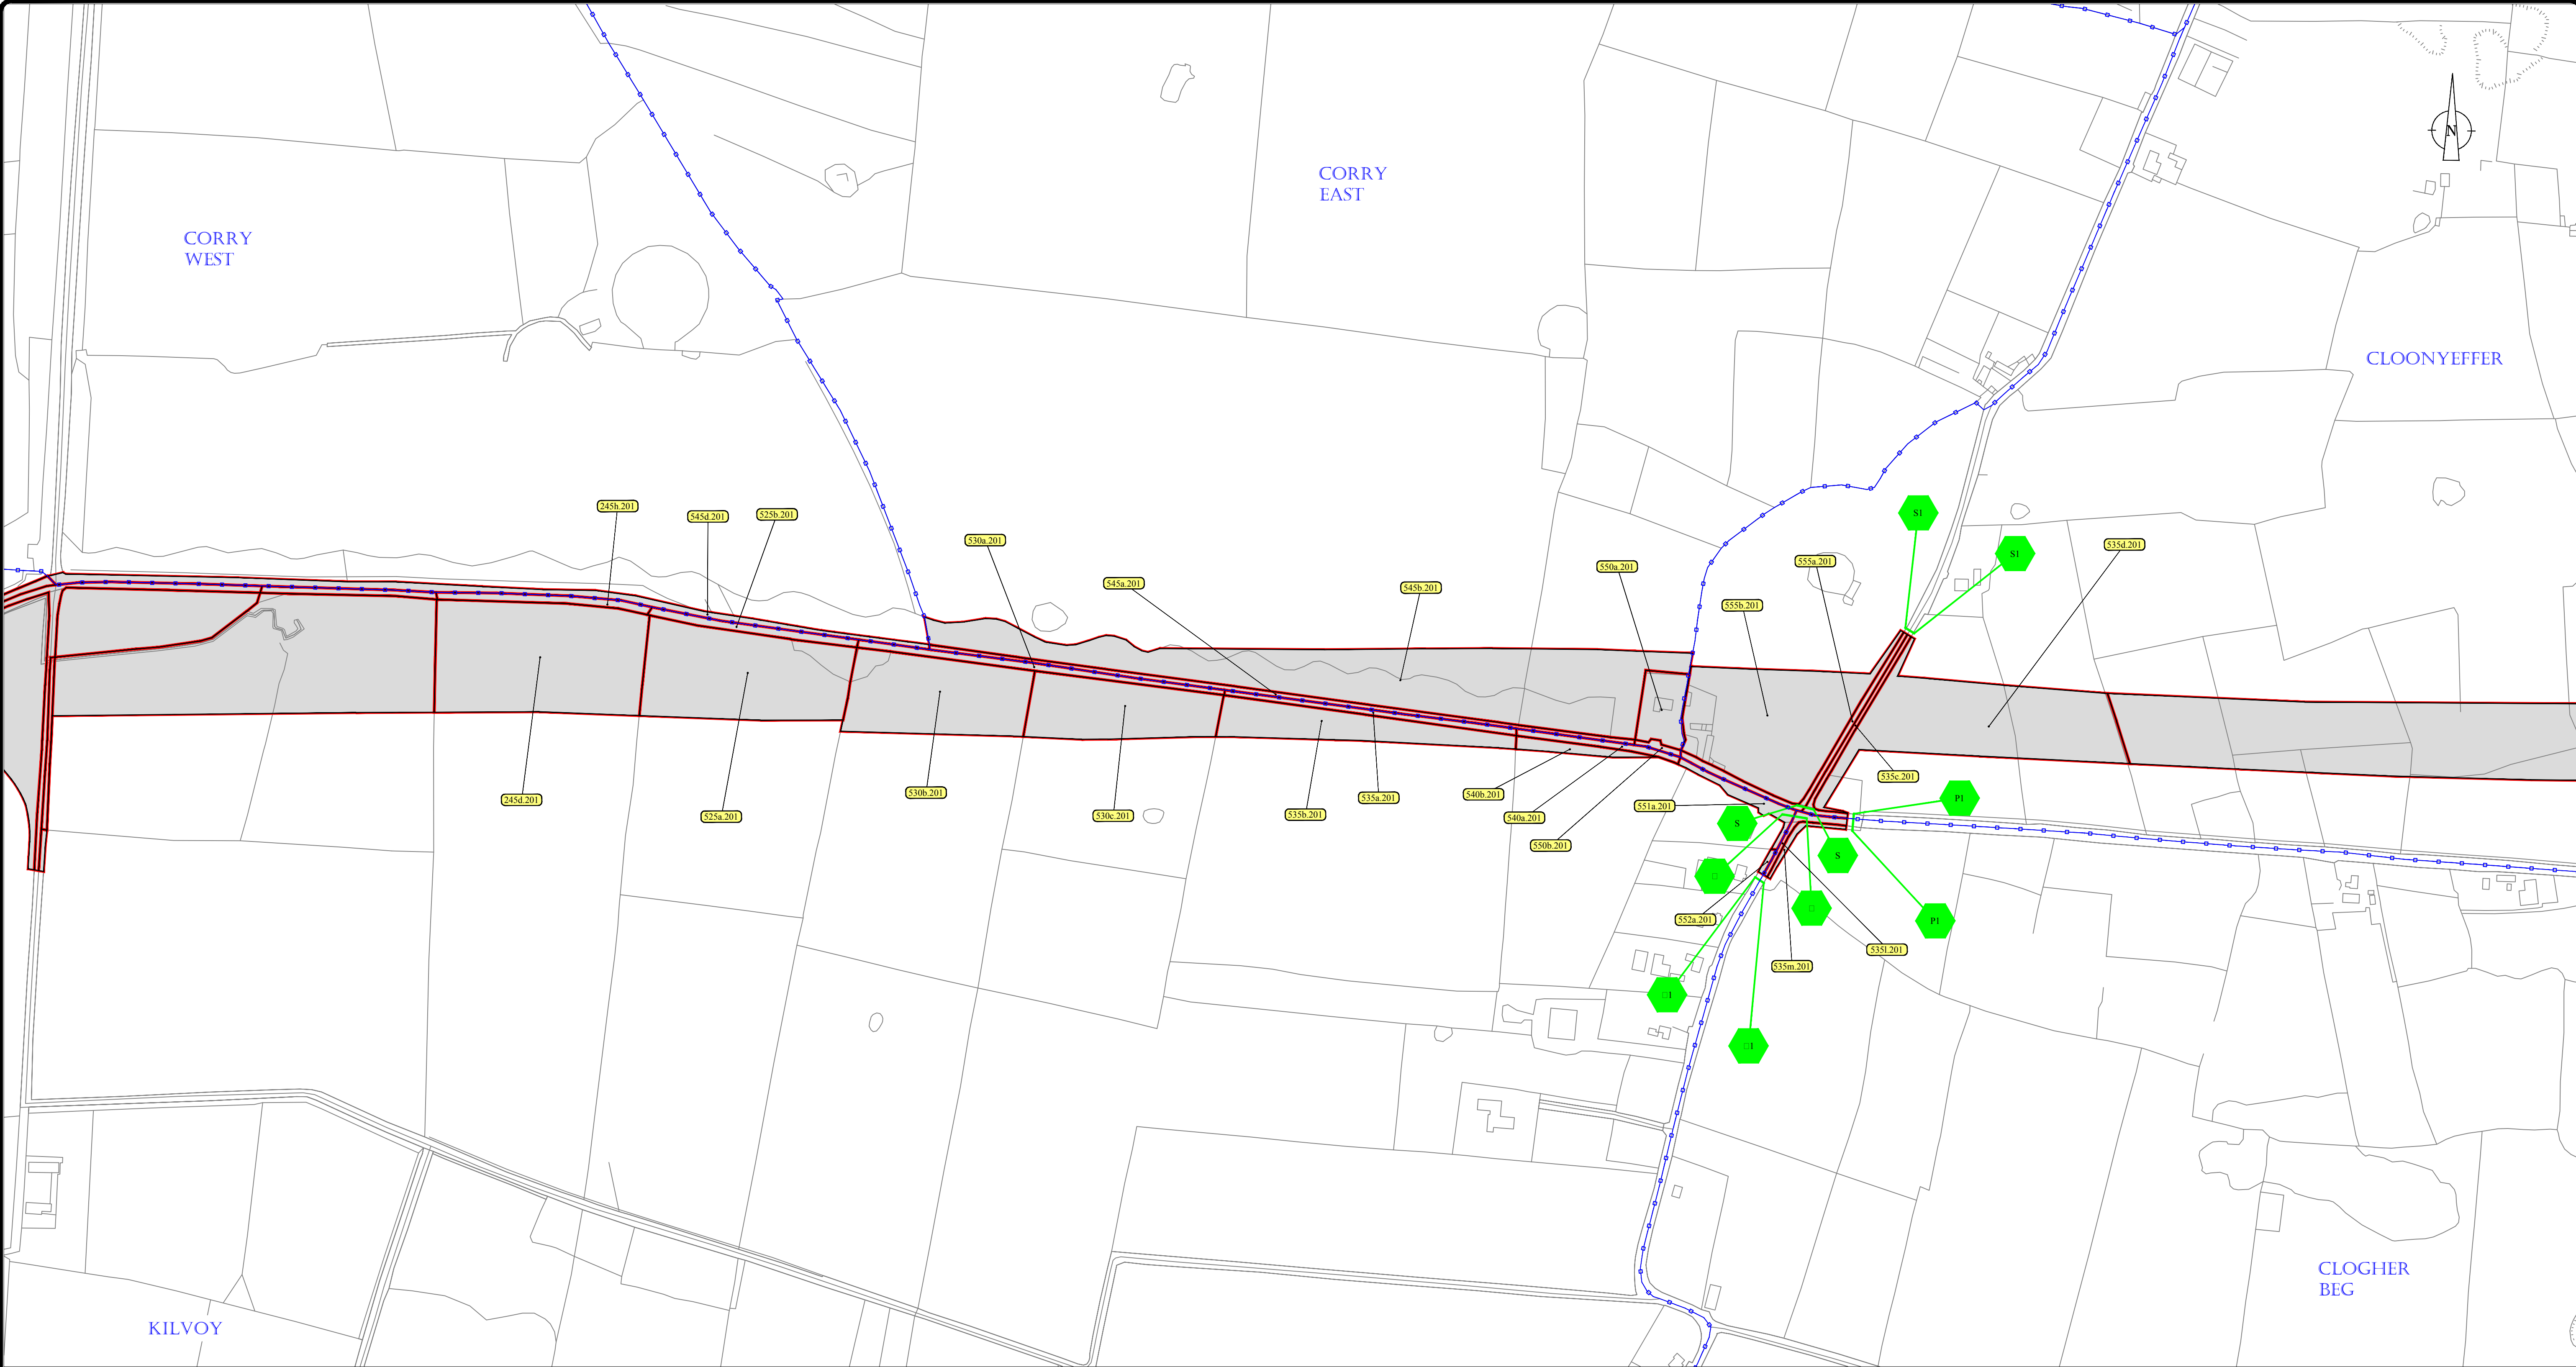 N
CORRY
EAST
CORRY
WEST
CLOONYEFFER
245h.201
545d.201
525b.201
530a.201
545a.201
545b.201
550a.201
555a.201
535d.201
S1
S1
555b.201
245d.201
525a.201
530b.201
530c.201
535b.201
535a.201
540b.201
540a.201
550b.201
551a.201
535c.201
P1
S
S
P1
552a.201
535m.201
535l.201
□
□
□1
□1
CLOGHER
BEG
KILVOY